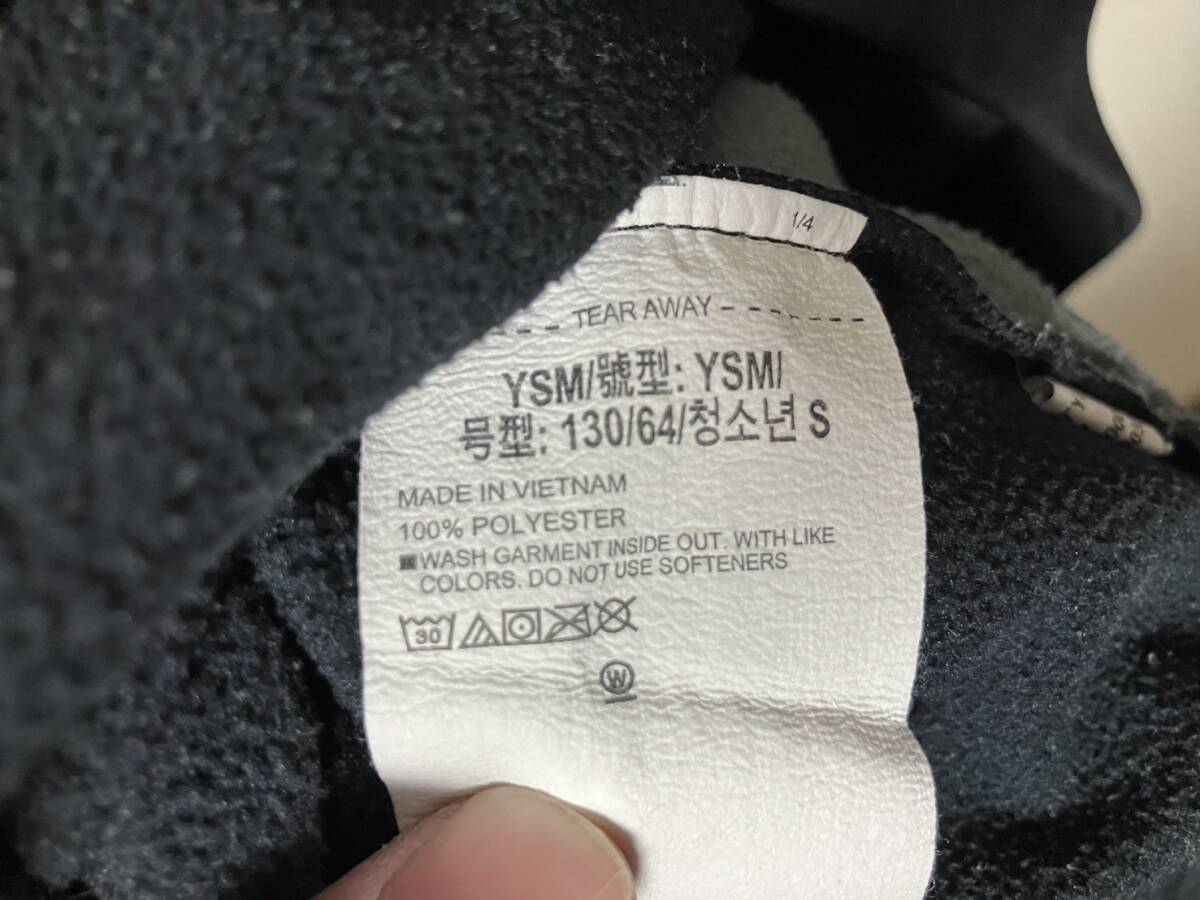 1/4
TEAR AWAY
YSM/號型: YSM/
号型: 130/64/청소년 S
MADE IN VIETNAM
100% POLYESTER
WASH GARMENT INSIDE OUT. WITH LIKE
COLORS. DO NOT USE SOFTENERS
30
W